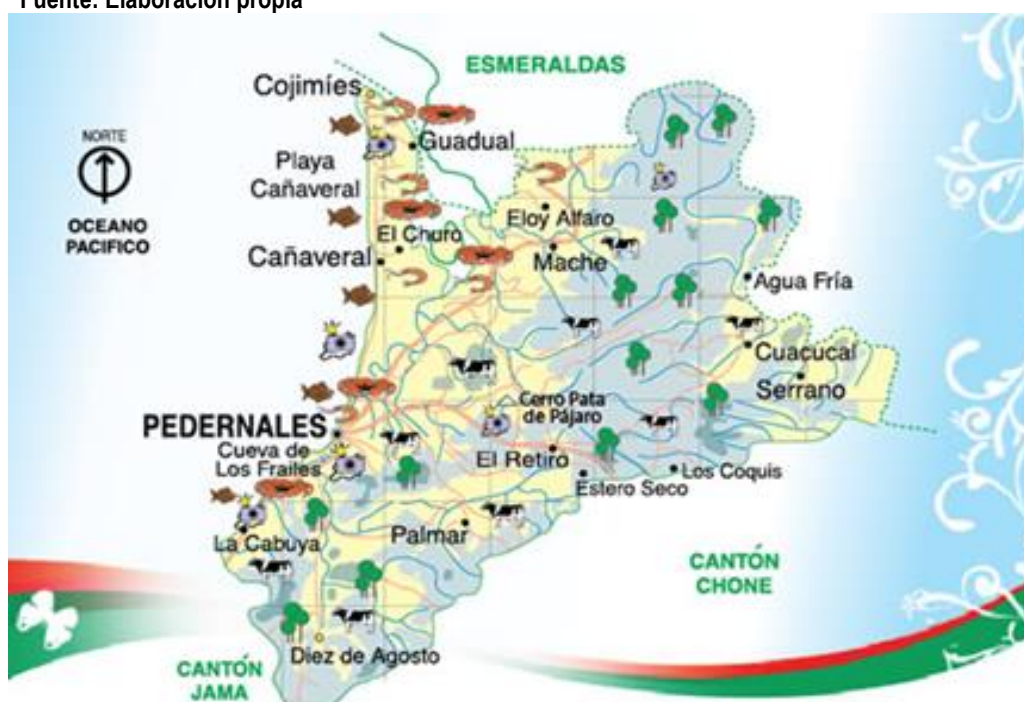 Fuente: Elaboración propia
ESMERALDAS
Cojimíes
NORTE
OCEANO
PACIFICO
Guadual
Playa
Cañaveral
Eloy Alfaro
El Churo
Cañaveral
Mache
Agua Fría
Cuacucal
Serrano
Cerro Pata
de Pájaro
PEDERNALES
Cueva de
Los Frailes
El Retiro
Los Coquis
Estero Seco
La Cabuya
Palmar
CANTÓN
CHONE
Diez de Agosto
CANTÓN
JAMA